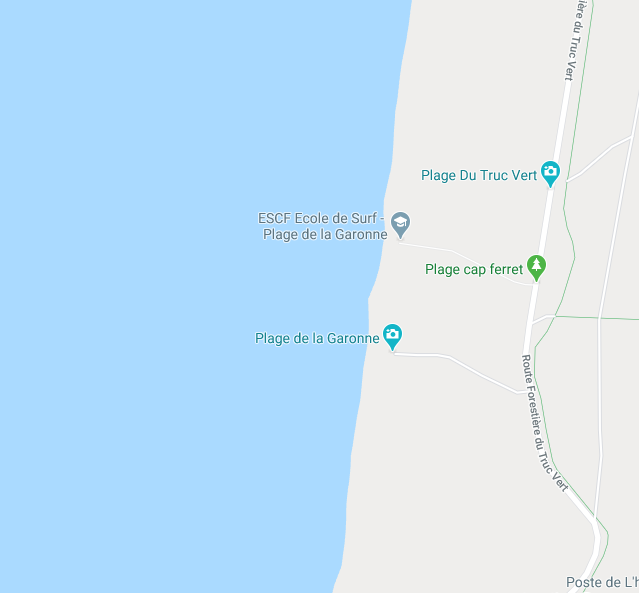 ière du Truc Vert
Plage Du Truc Vert
ESCF Ecole de Surf -
Plage de la Garonne
Plage cap ferret
Plage de la Garonne
Route Forestière du Truc Vert
Poste de L'h